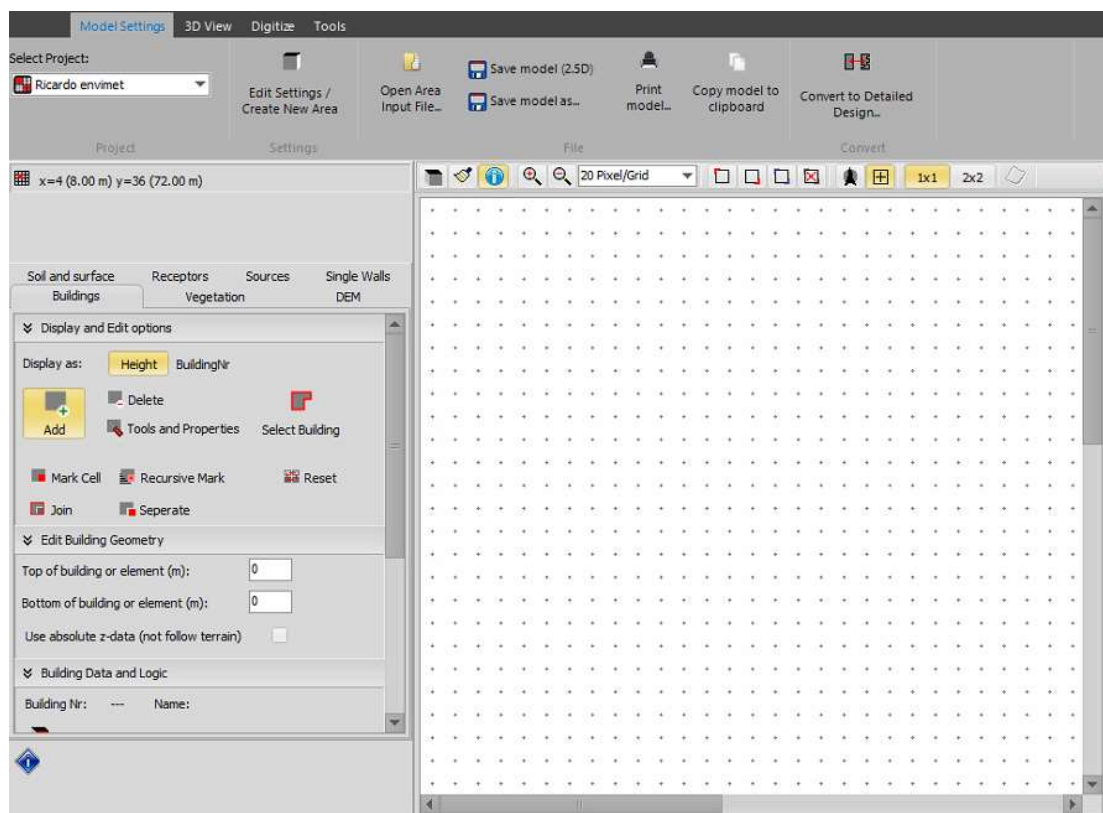 Model Settings 3D View Digitize Tools
Select Project:
Ricardo envimet
Edit Settings /
Create New Area
Open Area
Input File...
Save model (2.5D)
Save model as...
Print
model...
Copy model to
clipboard
Convert to Detailed
Design...
Project Settings File Convert
x=4 (8.00 m) y=36 (72.00 m)
20 Pixel/Grid 1x1 2x2
Soil and surface Receptors Sources Single Walls
Buildings Vegetation DEM
Display and Edit options
Display as: Height BuildingNr
Add
Delete
Tools and Properties
Select Building
Mark Cell Recursive Mark Reset
Join Seperate
Edit Building Geometry
Top of building or element (m): 0
Bottom of building or element (m): 0
Use absolute z-data (not follow terrain)
Building Data and Logic
Building Nr: --- Name: